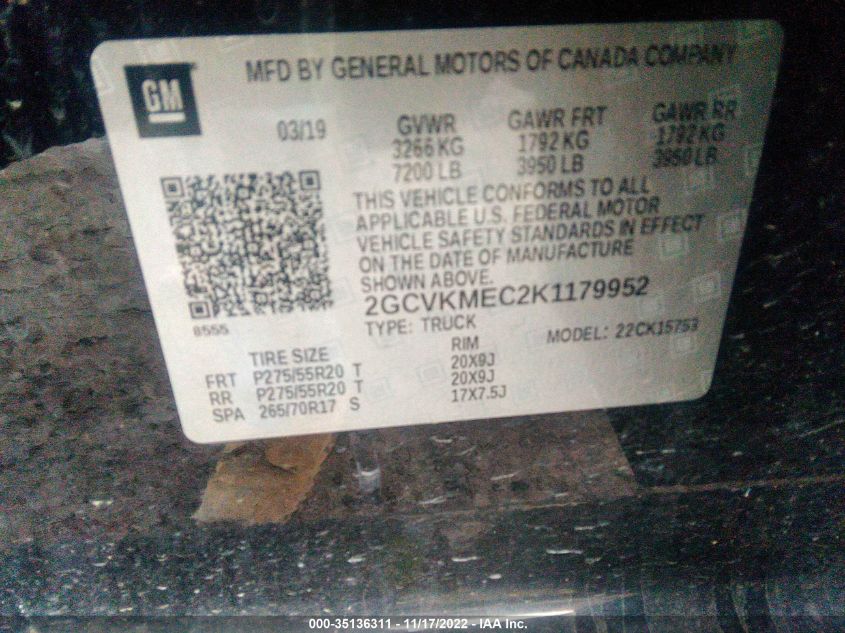 GM
MFD BY GENERAL MOTORS OF CANADA COMPANY
03/19 GVWR GAWR FRT GAWR RR
3266 KG 1792 KG 1792 KG
7200 LB 3950 LB 3950 LB
THIS VEHICLE CONFORMS TO ALL
APPLICABLE U.S. FEDERAL MOTOR
VEHICLE SAFETY STANDARDS IN EFFECT
ON THE DATE OF MANUFACTURE
SHOWN ABOVE.
8555
2GCVKMEC2K1179952
TYPE: TRUCK MODEL: 22CK15753
TIRE SIZE RIM
FRT P275/55R20 T 20X9J
RR P275/55R20 T 20X9J
SPA 265/70R17 S 17X7.5J
000-35136311 - 11/17/2022 - IAA Inc.